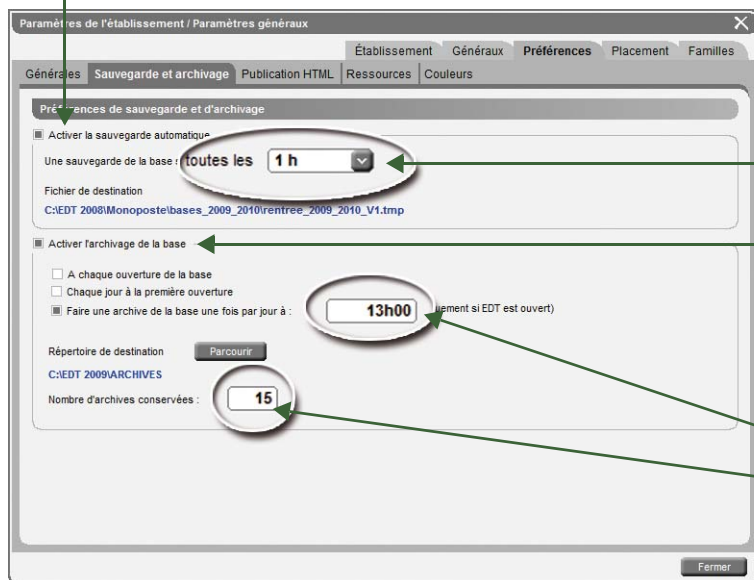 Paramètres de l'établissement / Paramètres généraux
Établissement Généraux Préférences Placement Familles
Générales Sauvegarde et archivage Publication HTML Ressources Couleurs
Préférences de sauvegarde et d'archivage
Activer la sauvegarde automatique
Une sauvegarde de la base toutes les 1 h
Fichier de destination
C:\EDT 2008\Monoposte\bases_2009_2010\rentree_2009_2010_V1.tmp
Activer l'archivage de la base
A chaque ouverture de la base
Chaque jour à la première ouverture
Faire une archive de la base une fois par jour à : 13h00 uement si EDT est ouvert)
Répertoire de destination Parcourir
C:\EDT 2009\ARCHIVES
Nombre d'archives conservées : 15
Fermer